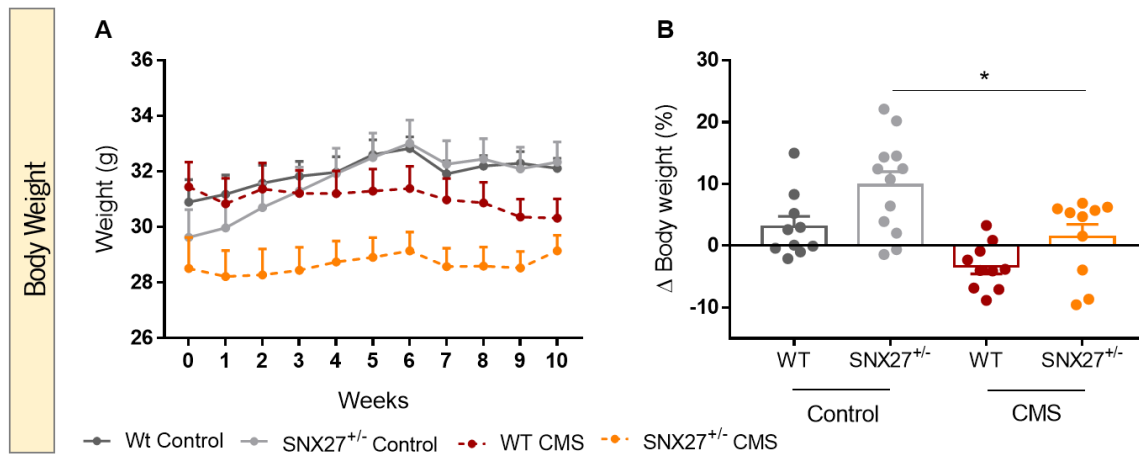 Body Weight
A
Weight (g)
36
34
32
30
28
26
0 1 2 3 4 5 6 7 8 9 10
Weeks
B
Δ Body weight (%)
30
20
10
0
-10
*
WT SNX27+/- WT SNX27+/-
Control CMS
Wt Control SNX27+/- Control WT CMS SNX27+/- CMS